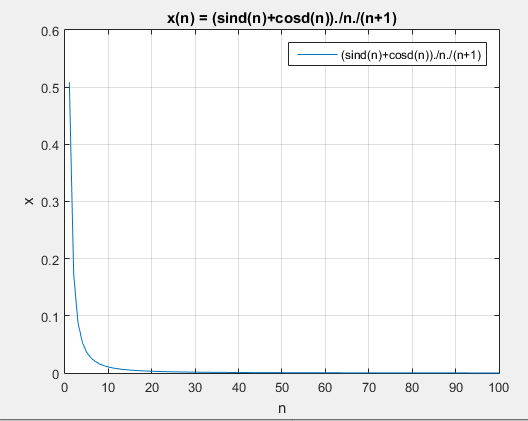 x(n) = (sind(n)+cosd(n))./n./(n+1)
(sind(n)+cosd(n))./n./(n+1)
0.6
0.5
0.4
0.3
0.2
0.1
0
x
0 10 20 30 40 50 60 70 80 90 100
n